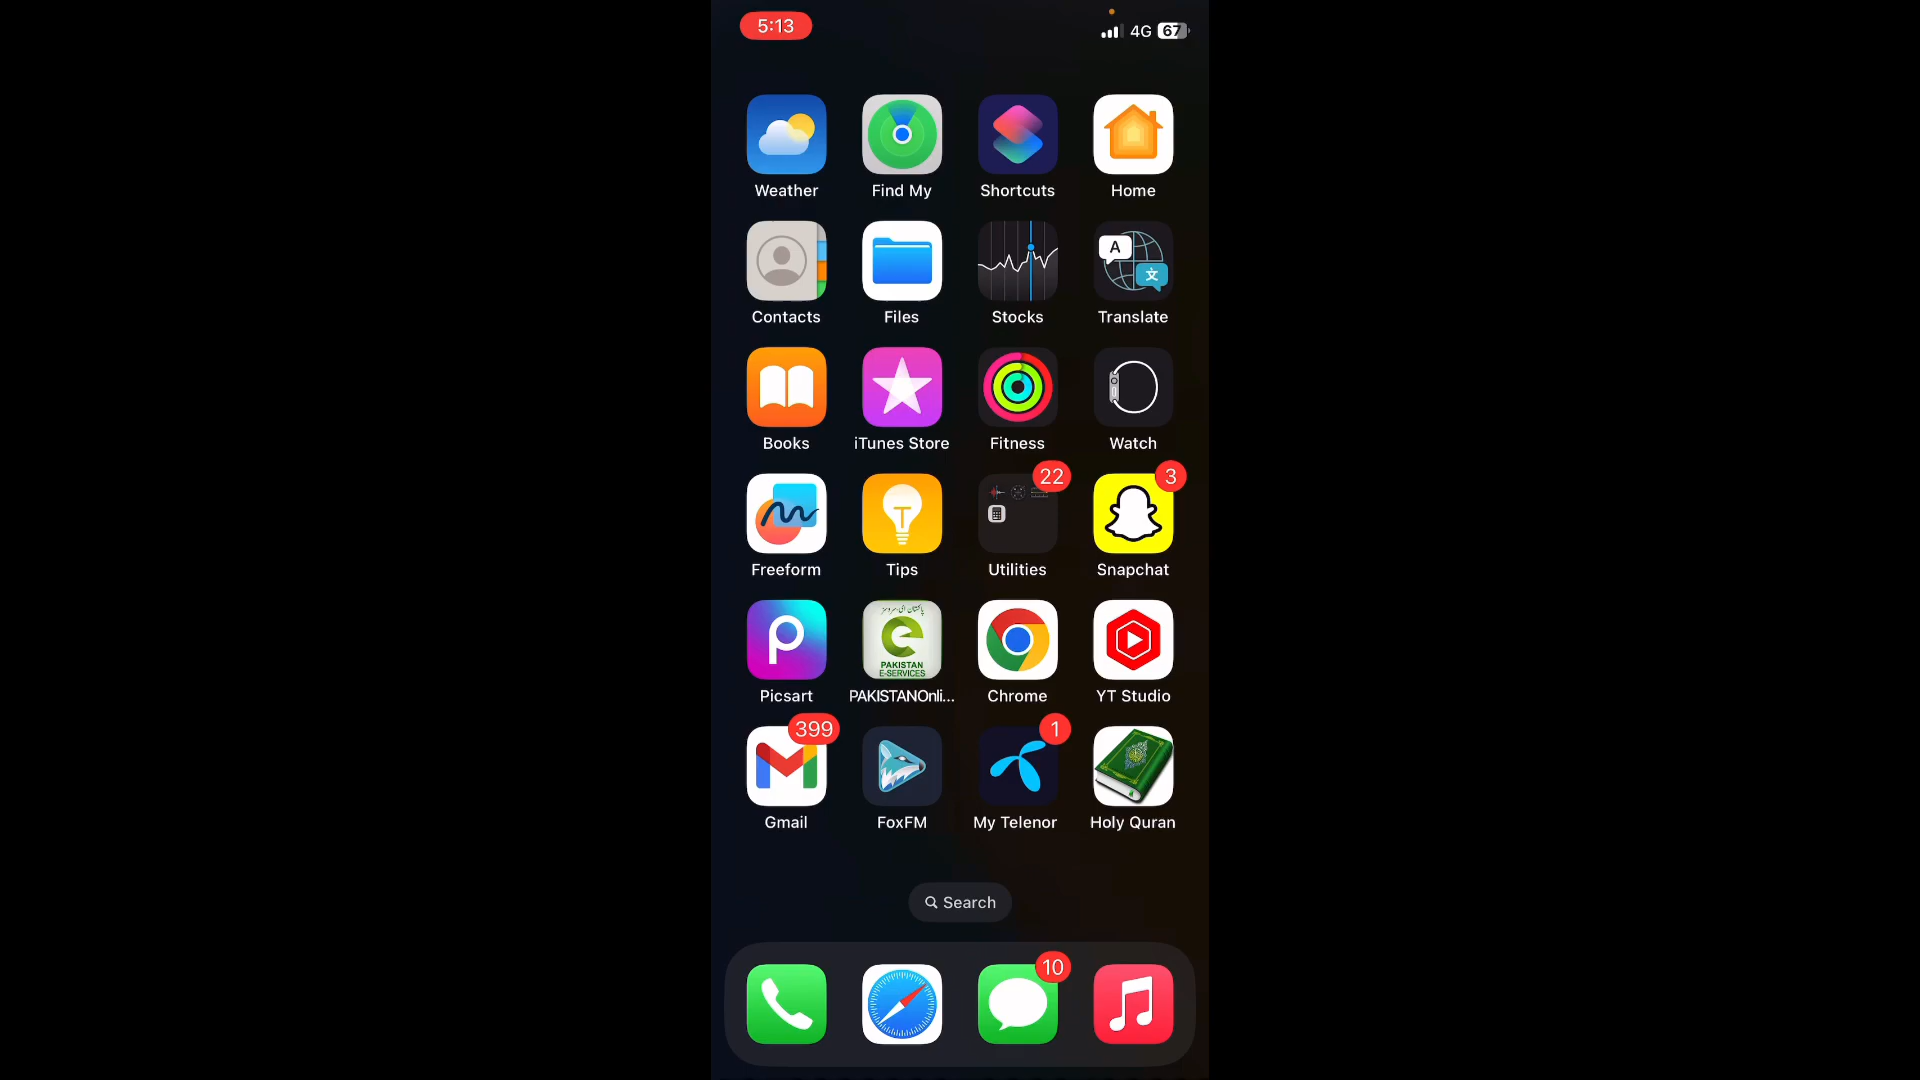 5:13
4G 67
Weather Find My Shortcuts Home
A
文
Contacts Files Stocks Translate
Books iTunes Store Fitness Watch
22 3
T
Freeform Tips Utilities Snapchat
PAKISTAN
E-SERVICES
Picsart PAKISTANOnli... Chrome YT Studio
399 1
Gmail FoxFM My Telenor Holy Quran
Search
10